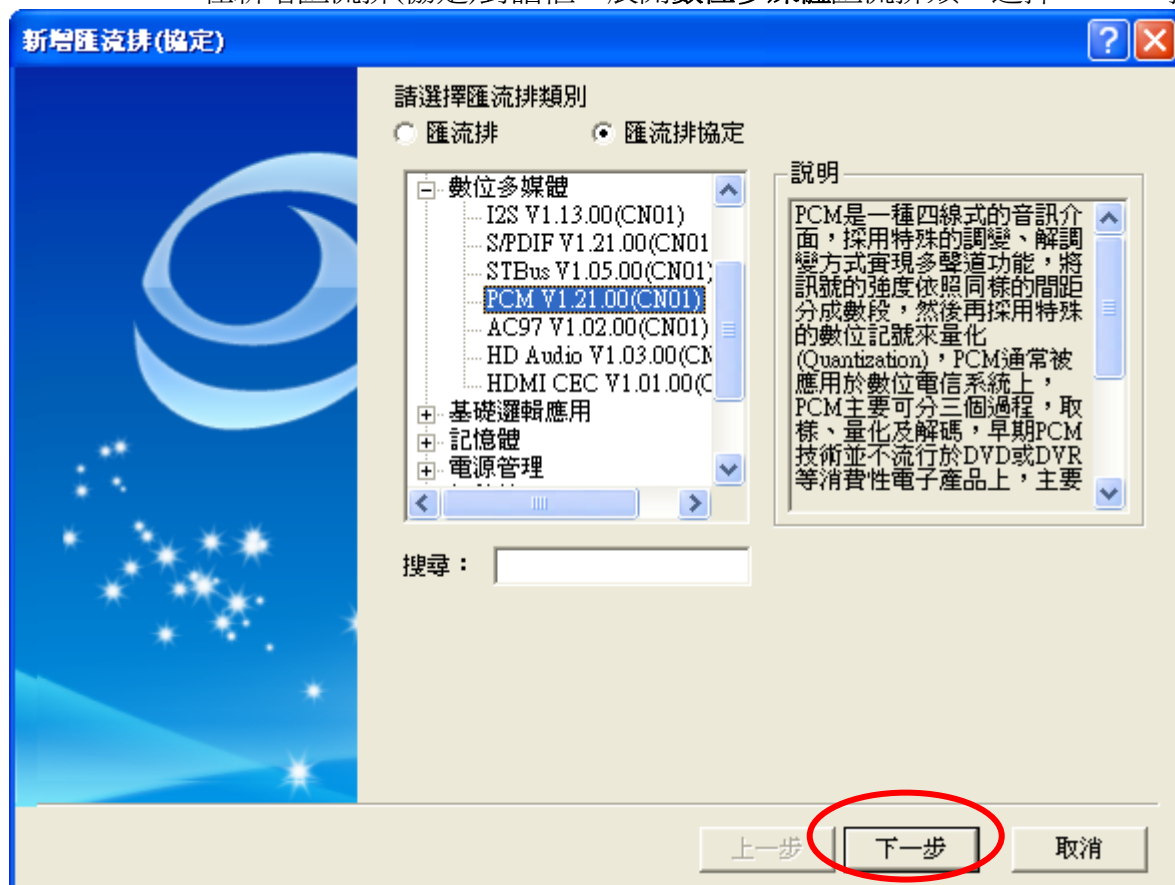 新增匯流排(協定)
請選擇匯流排類別
匯流排
匯流排協定
數位多媒體
I2S V1.13.00(CN01)
S/PDIF V1.21.00(CN01
STBus V1.05.00(CN01)
PCM V1.21.00(CN01)
AC97 V1.02.00(CN01)
HD Audio V1.03.00(CN
HDMI CEC V1.01.00(C
基礎邏輯應用
記憶體
電源管理
說明
PCM是一種四線式的音訊介
面，採用特殊的調變、解調
變方式實現多聲道功能，將
訊號的強度依照同樣的間距
分成數段，然後再採用特殊
的數位記號來量化
(Quantization)，PCM通常被
應用於數位電信系統上，
PCM主要可分三個過程，取
樣、量化及解碼，早期PCM
技術並不流行於DVD或DVR
等消費性電子產品上，主要
搜尋：
上一步
下一步
取消